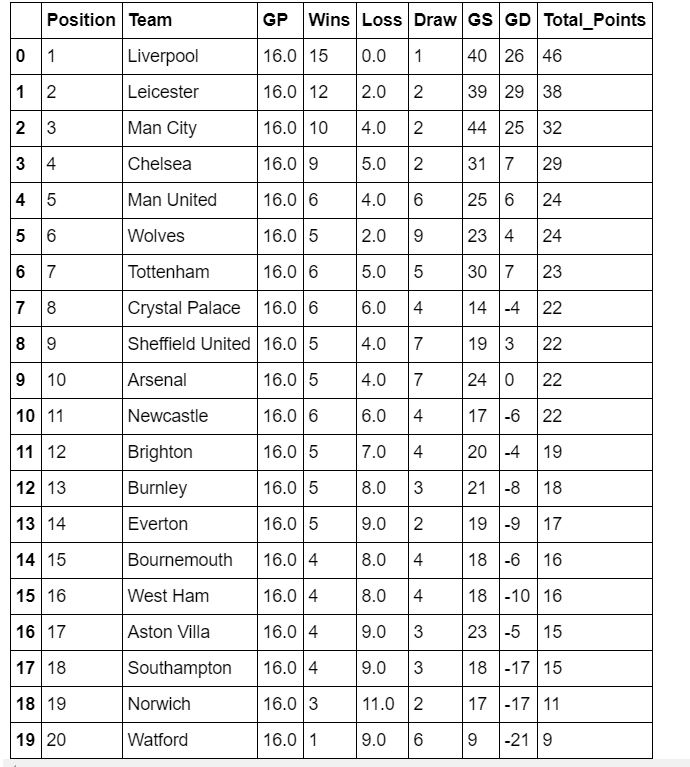 Position Team GP Wins Loss Draw GS GD Total_Points
0 1 Liverpool 16.0 15 0.0 1 40 26 46
1 2 Leicester 16.0 12 2.0 2 39 29 38
2 3 Man City 16.0 10 4.0 2 44 25 32
3 4 Chelsea 16.0 9 5.0 2 31 7 29
4 5 Man United 16.0 6 4.0 6 25 6 24
5 6 Wolves 16.0 5 2.0 9 23 4 24
6 7 Tottenham 16.0 6 5.0 5 30 7 23
7 8 Crystal Palace 16.0 6 6.0 4 14 -4 22
8 9 Sheffield United 16.0 5 4.0 7 19 3 22
9 10 Arsenal 16.0 5 4.0 7 24 0 22
10 11 Newcastle 16.0 6 6.0 4 17 -6 22
11 12 Brighton 16.0 5 7.0 4 20 -4 19
12 13 Burnley 16.0 5 8.0 3 21 -8 18
13 14 Everton 16.0 5 9.0 2 19 -9 17
14 15 Bournemouth 16.0 4 8.0 4 18 -6 16
15 16 West Ham 16.0 4 8.0 4 18 -10 16
16 17 Aston Villa 16.0 4 9.0 3 23 -5 15
17 18 Southampton 16.0 4 9.0 3 18 -17 15
18 19 Norwich 16.0 3 11.0 2 17 -17 11
19 20 Watford 16.0 1 9.0 6 9 -21 9